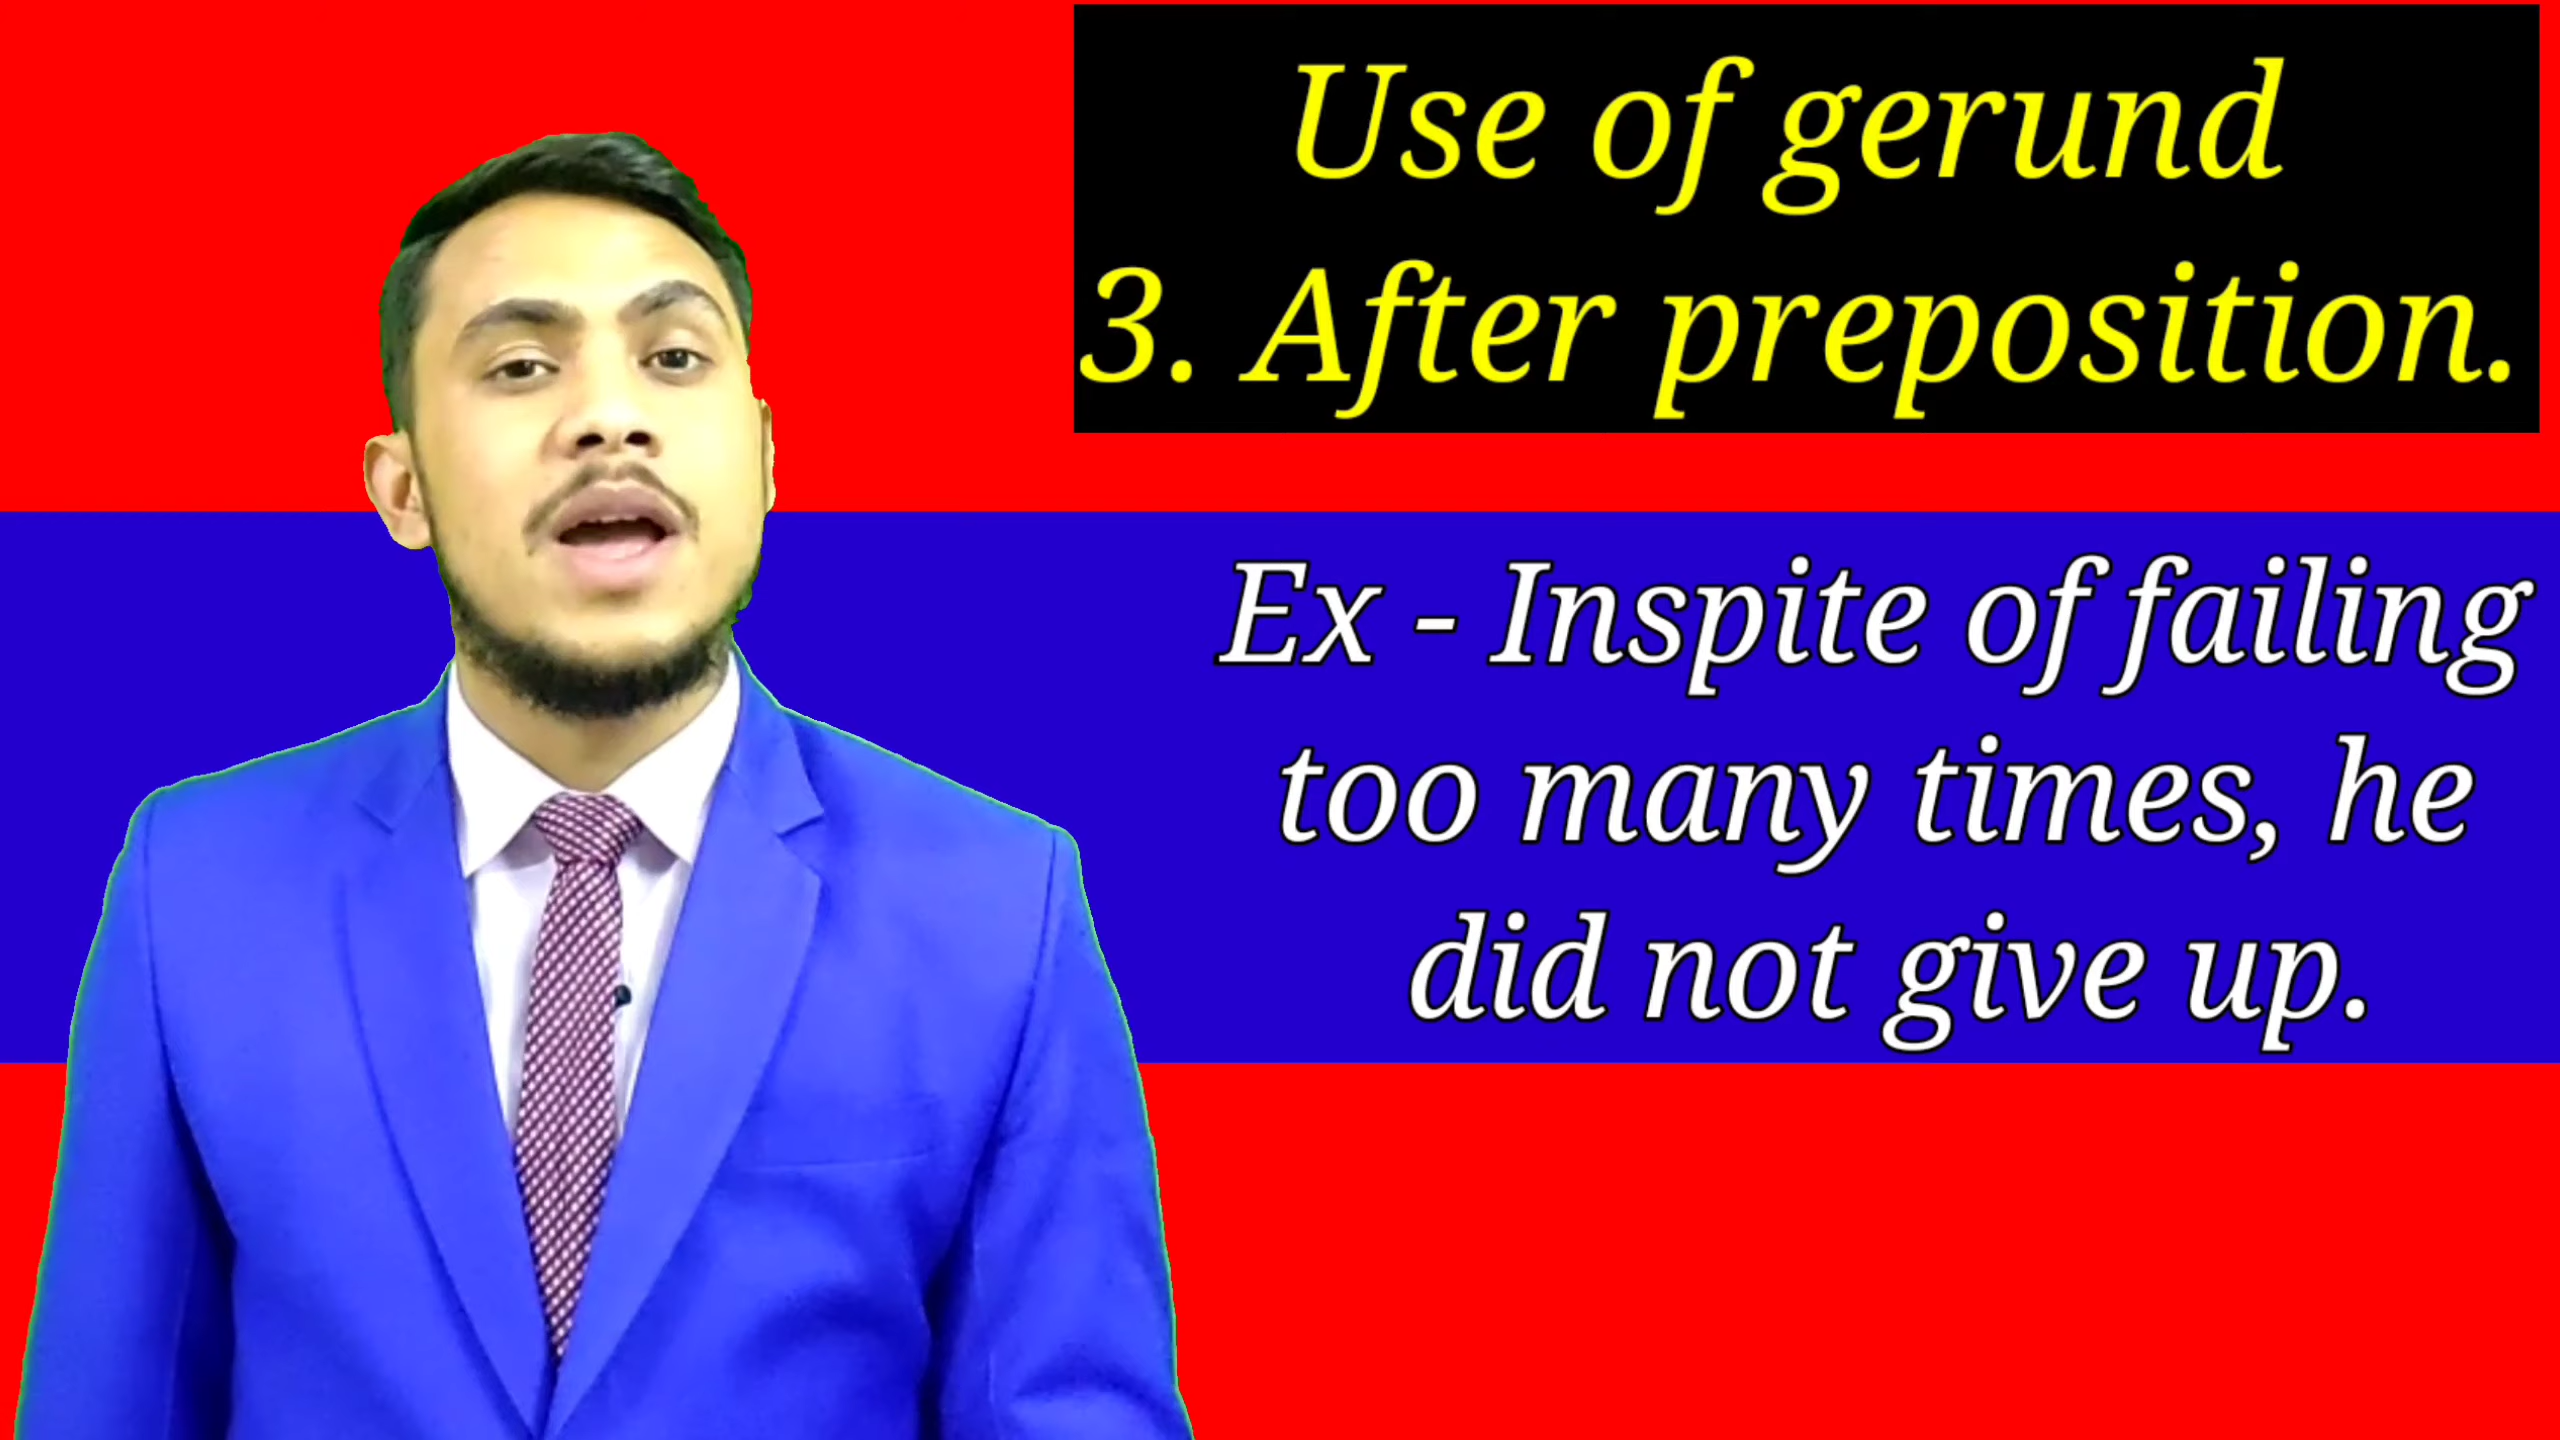 Use of gerund
3. After preposition.
Ex - Inspite of failing
too many times, he
did not give up.